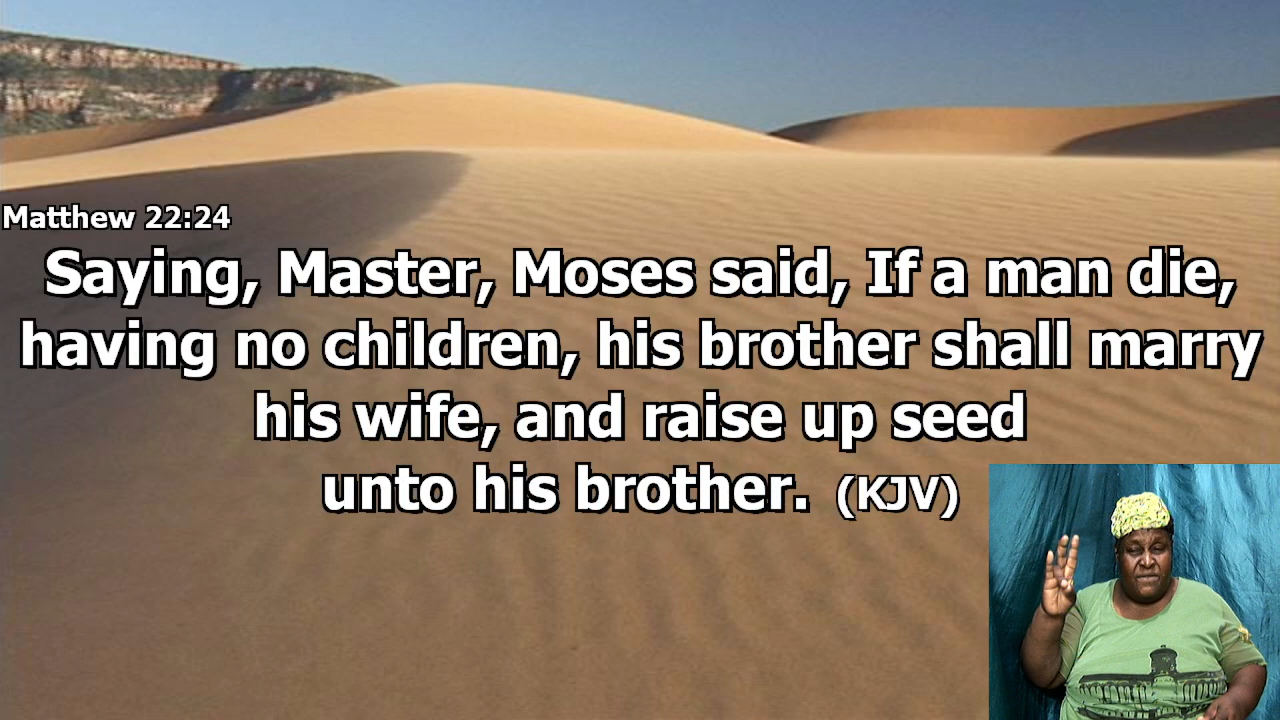 Matthew 22:24
Saying, Master, Moses said, If a man die,
having no children, his brother shall marry
his wife, and raise up seed
unto his brother. (KJV)